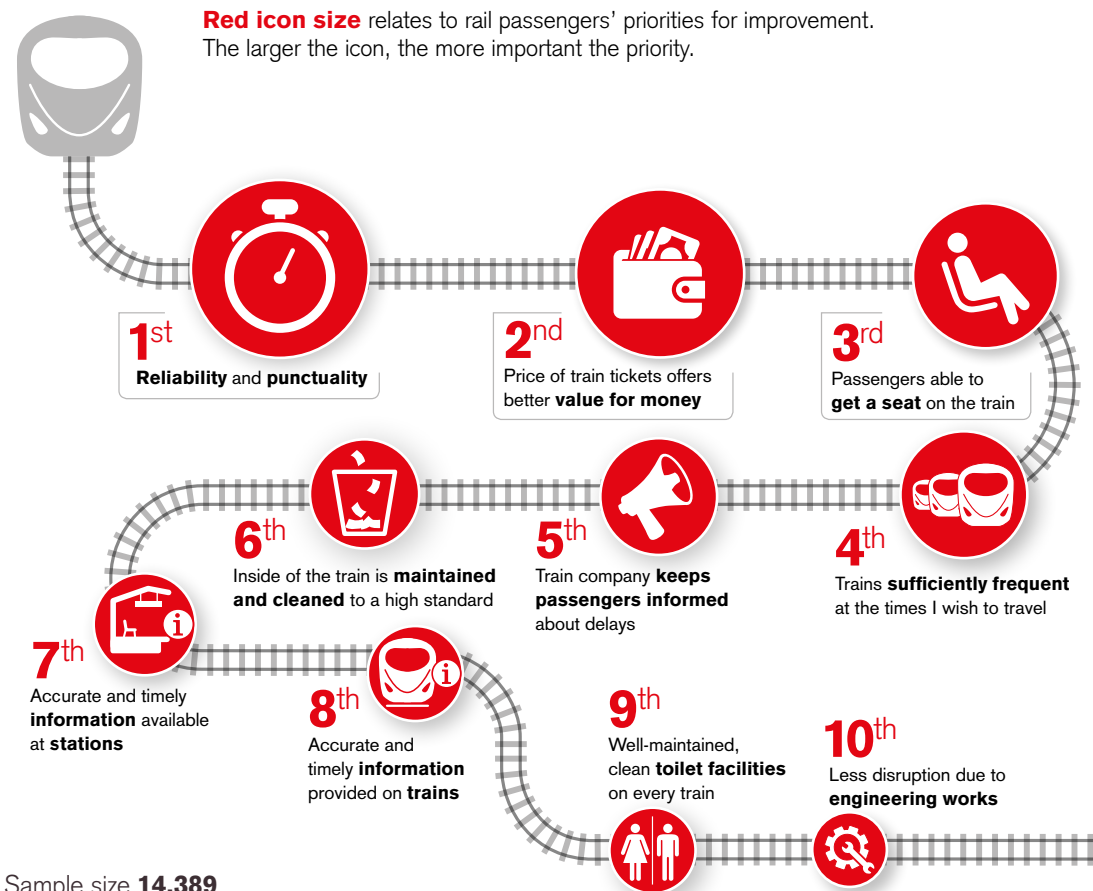 Red icon size relates to rail passengers’ priorities for improvement.
The larger the icon, the more important the priority.
1st
Reliability and punctuality
2nd
Price of train tickets offers
better value for money
3rd
Passengers able to
get a seat on the train
4th
Trains sufficiently frequent
at the times I wish to travel
5th
Train company keeps
passengers informed
about delays
6th
Inside of the train is maintained
and cleaned to a high standard
7th
Accurate and timely
information available
at stations
8th
Accurate and
timely information
provided on trains
9th
Well-maintained,
clean toilet facilities
on every train
10th
Less disruption due to
engineering works
i
i
Sample size 14,389